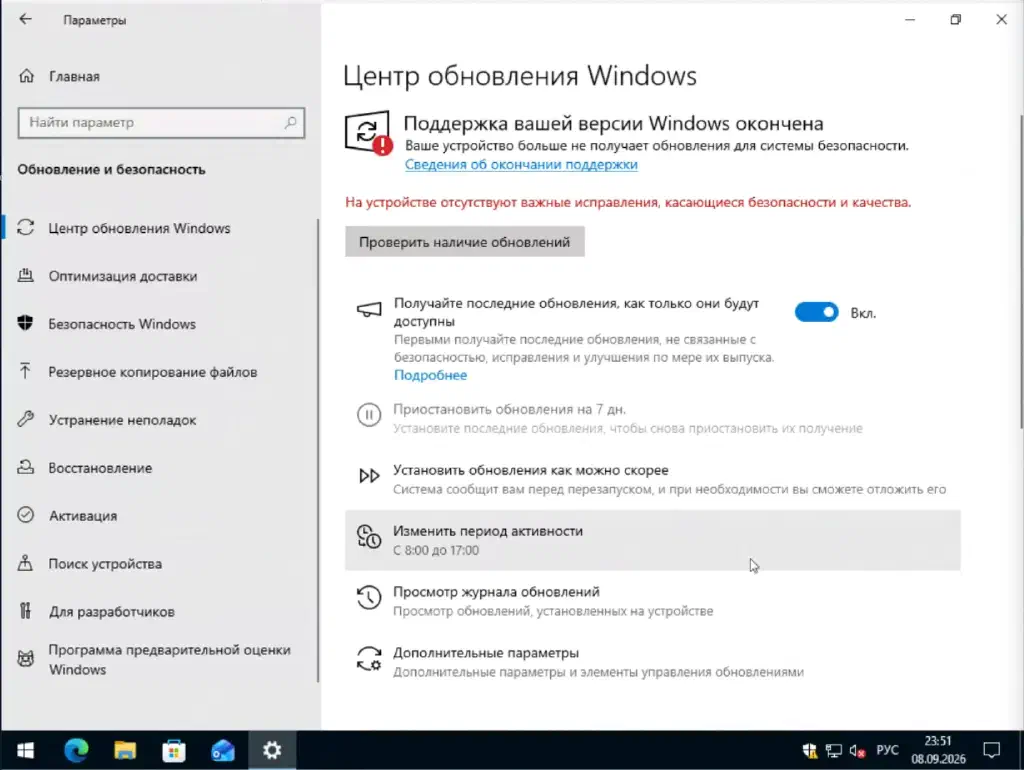 Параметры
Главная
Найти параметр
Обновление и безопасность
Центр обновления Windows
Оптимизация доставки
Безопасность Windows
Резервное копирование файлов
Устранение неполадок
Восстановление
Активация
Поиск устройства
Для разработчиков
Программа предварительной оценки
Windows
Центр обновления Windows
Поддержка вашей версии Windows окончена
Ваше устройство больше не получает обновления для системы безопасности.
Сведения об окончании поддержки
На устройстве отсутствуют важные исправления, касающиеся безопасности и качества.
Проверить наличие обновлений
Получайте последние обновления, как только они будут
доступны
Вкл.
Первыми получайте последние обновления, не связанные с
безопасностью, исправления и улучшения по мере их выпуска.
Подробнее
Приостановить обновления на 7 дн.
Установите последние обновления, чтобы снова приостановить их получение
Установить обновления как можно скорее
Система сообщит вам перед перезапуском, и при необходимости вы сможете отложить его
Изменить период активности
С 8:00 до 17:00
Просмотр журнала обновлений
Просмотр обновлений, установленных на устройстве
Дополнительные параметры
Дополнительные параметры и элементы управления обновлениями
РУС
23:51
08.09.2026